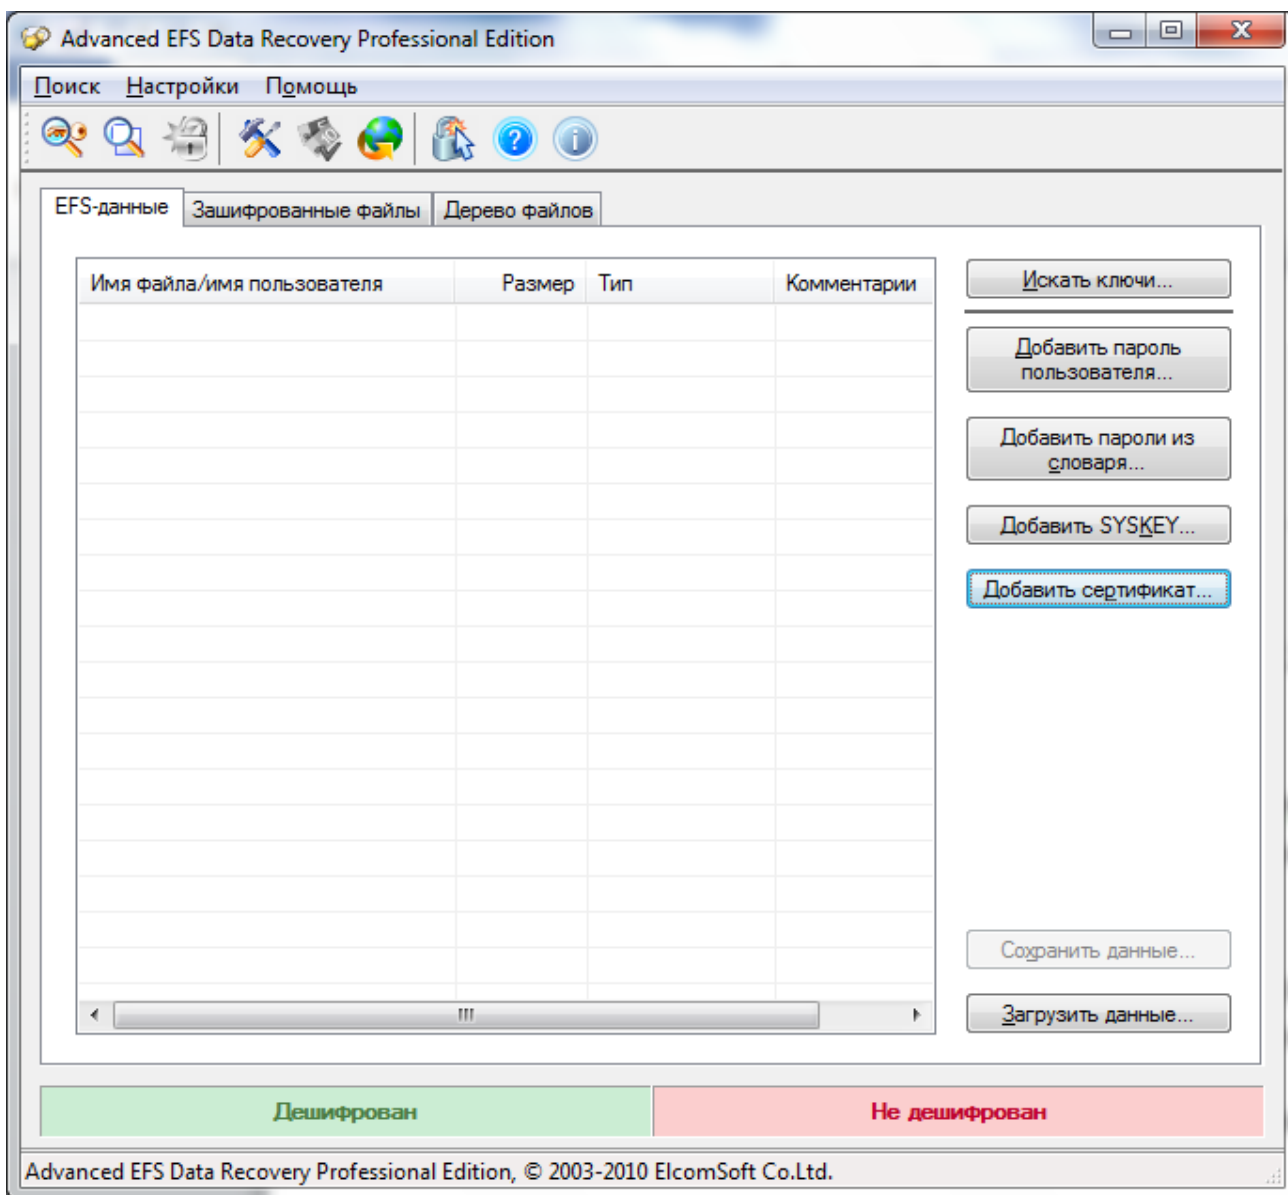 Advanced EFS Data Recovery Professional Edition
Поиск Настройки Помощь
EFS-данные Зашифрованные файлы Дерево файлов
Имя файла/имя пользователя Размер Тип Комментарии
Искать ключи...
Добавить пароль
пользователя...
Добавить пароли из
словаря...
Добавить SYSKEY...
Добавить сертификат...
Сохранить данные...
Загрузить данные...
Дешифрован Не дешифрован
Advanced EFS Data Recovery Professional Edition, © 2003-2010 ElcomSoft Co.Ltd.